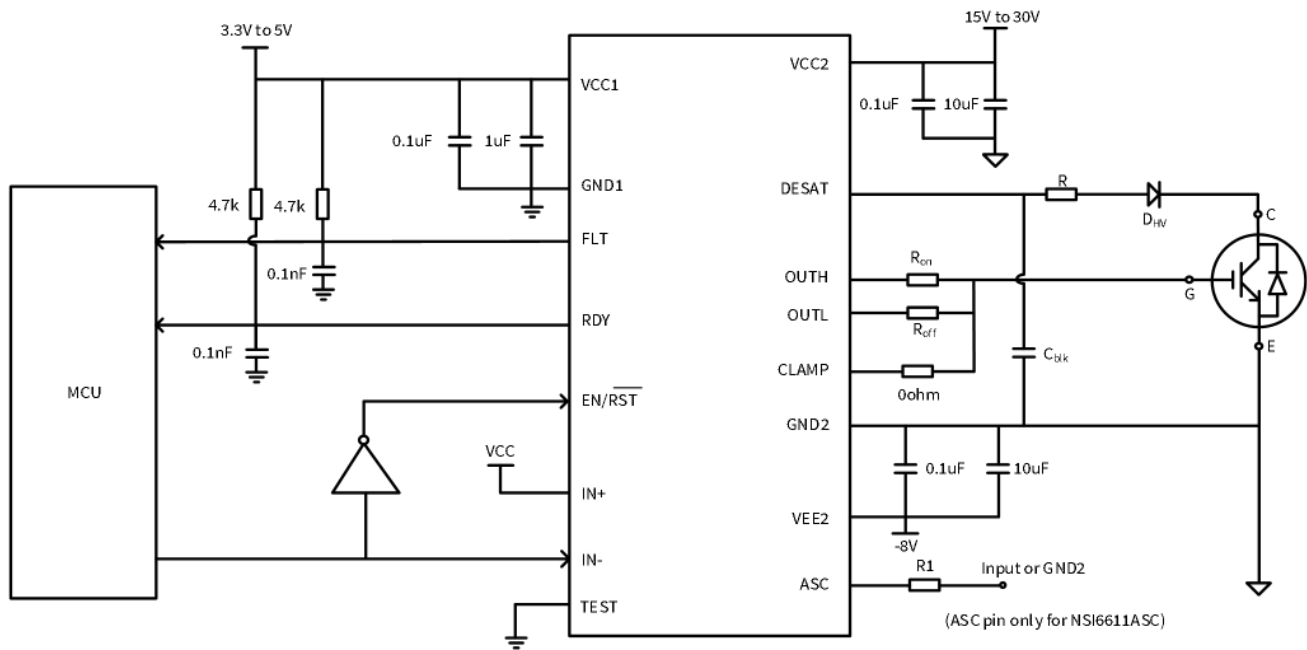 3.3V to 5V
15V to 30V
VCC1
VCC2
0.1uF
1uF
0.1uF
10uF
GND1
DESAT
R
D_HV
C
4.7k
4.7k
FLT
0.1nF
OUTH
R_on
G
OUTL
R_off
RDY
0.1nF
E
CLAMP
C_blk
0ohm
MCU
EN/R̅S̅T̅
GND2
VCC
0.1uF
10uF
IN+
VEE2
-8V
IN-
R1
Input or GND2
ASC
TEST
(ASC pin only for NSI6611ASC)